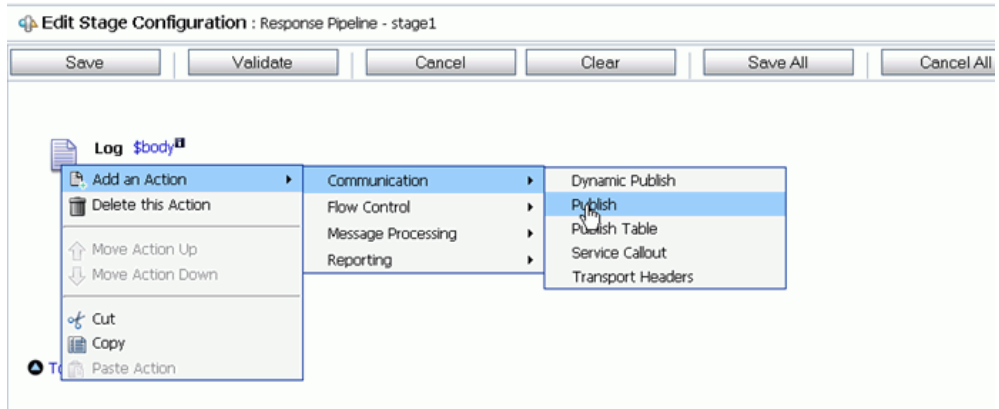 Edit Stage Configuration : Response Pipeline - stage1
Save Validate Cancel Clear Save All Cancel All
Log $body
Add an Action Communication Dynamic Publish
Delete this Action Flow Control Publish
Message Processing Publish Table
Move Action Up Reporting Service Callout
Move Action Down Transport Headers
Cut
Copy
Paste Action